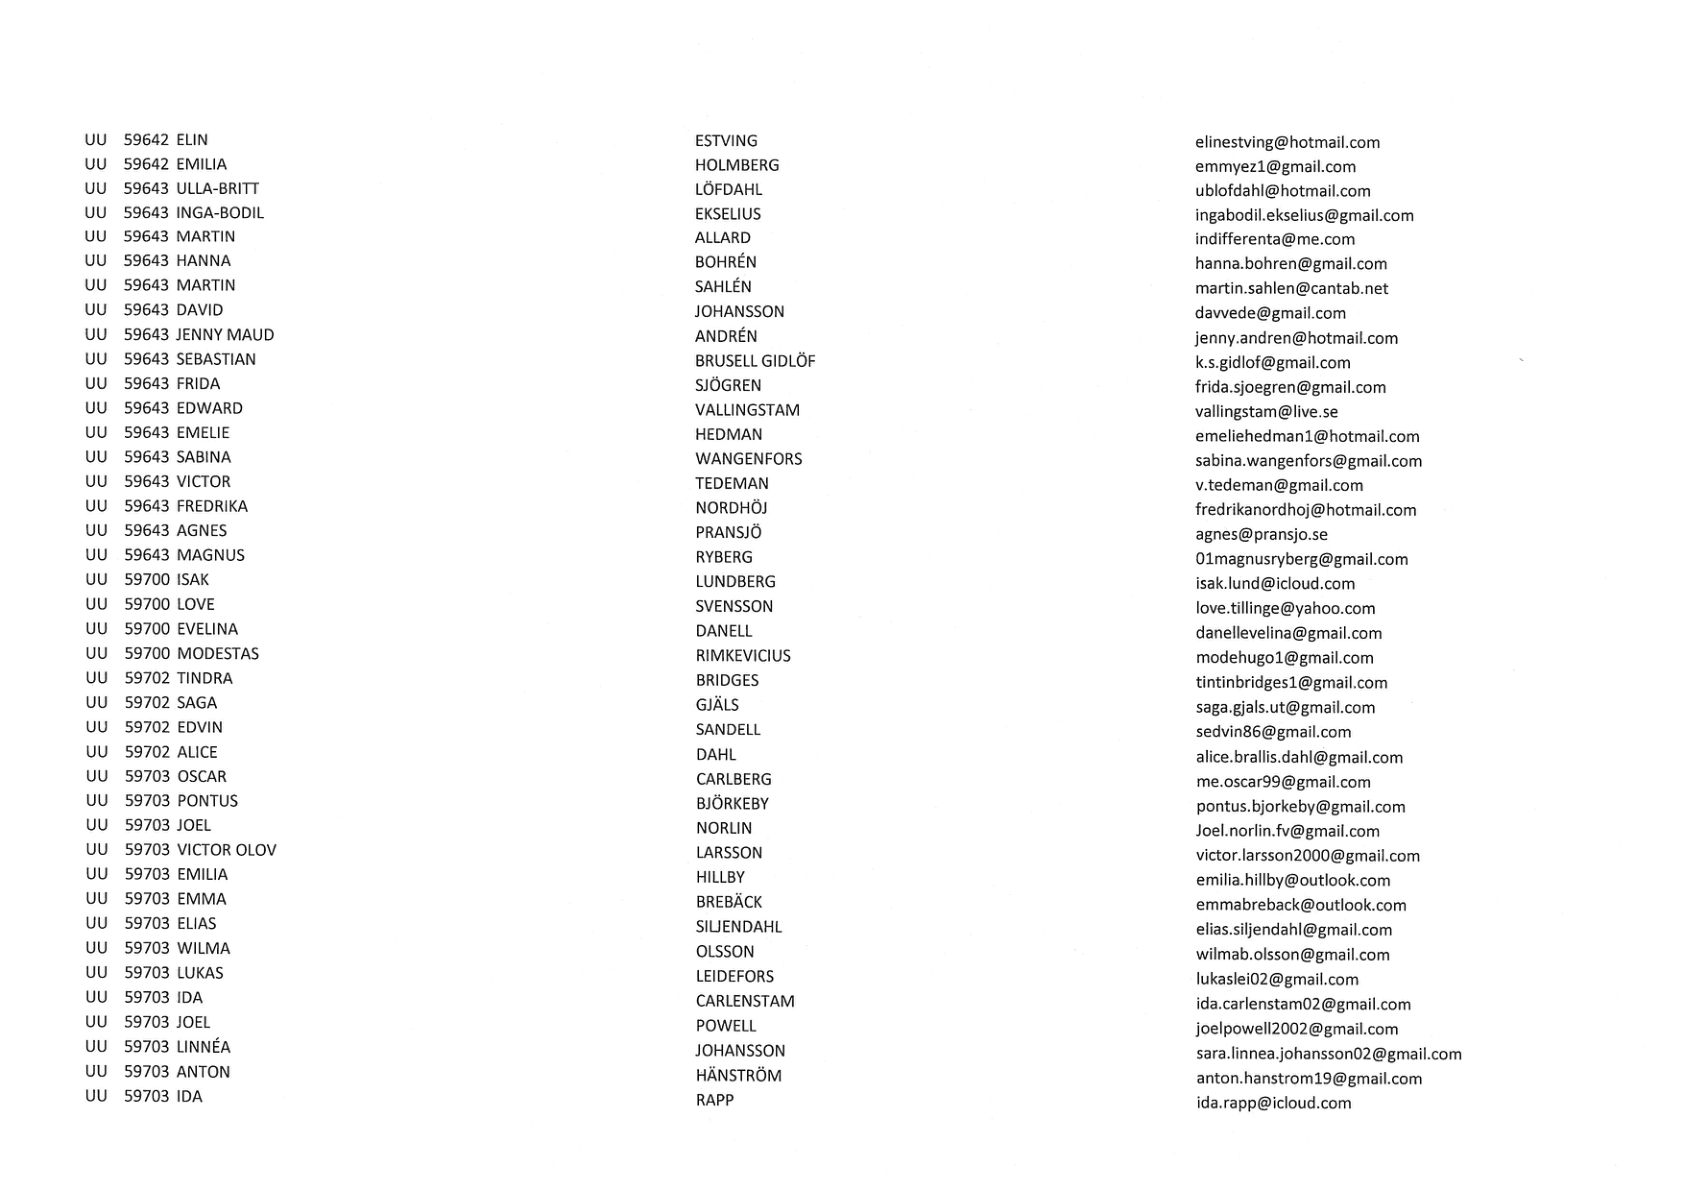 UU 59642 ELIN ESTVING elinestving@hotmail.com
UU 59642 EMILIA HOLMBERG emmyez1@gmail.com
UU 59643 ULLA-BRITT LÖFDAHL ublofdahl@hotmail.com
UU 59643 INGA-BODIL EKSELIUS ingabodil.ekselius@gmail.com
UU 59643 MARTIN ALLARD indifferenta@me.com
UU 59643 HANNA BOHRÉN hanna.bohren@gmail.com
UU 59643 MARTIN SAHLÉN martin.sahlen@cantab.net
UU 59643 DAVID JOHANSSON davvede@gmail.com
UU 59643 JENNY MAUD ANDRÉN jenny.andren@hotmail.com
UU 59643 SEBASTIAN BRUSELL GIDLÖF k.s.gidlof@gmail.com
UU 59643 FRIDA SJÖGREN frida.sjoegren@gmail.com
UU 59643 EDWARD VALLINGSTAM vallingstam@live.se
UU 59643 EMELIE HEDMAN emeliehedman1@hotmail.com
UU 59643 SABINA WANGENFORS sabina.wangenfors@gmail.com
UU 59643 VICTOR TEDEMAN v.tedeman@gmail.com
UU 59643 FREDRIKA NORDHÖJ fredrikanordhoj@hotmail.com
UU 59643 AGNES PRANSJÖ agnes@pransjo.se
UU 59643 MAGNUS RYBERG 01magnusryberg@gmail.com
UU 59700 ISAK LUNDBERG isak.lund@icloud.com
UU 59700 LOVE SVENSSON love.tillinge@yahoo.com
UU 59700 EVELINA DANELL danellevelina@gmail.com
UU 59700 MODESTAS RIMKEVICIUS modehugo1@gmail.com
UU 59702 TINDRA BRIDGES tintinbridges1@gmail.com
UU 59702 SAGA GJÄLS saga.gjals.ut@gmail.com
UU 59702 EDVIN SANDELL sedvin86@gmail.com
UU 59702 ALICE DAHL alice.brallis.dahl@gmail.com
UU 59703 OSCAR CARLBERG me.oscar99@gmail.com
UU 59703 PONTUS BJÖRKEBY pontus.bjorkeby@gmail.com
UU 59703 JOEL NORLIN Joel.norlin.fv@gmail.com
UU 59703 VICTOR OLOV LARSSON victor.larsson2000@gmail.com
UU 59703 EMILIA HILLBY emilia.hillby@outlook.com
UU 59703 EMMA BREBÄCK emmabreback@outlook.com
UU 59703 ELIAS SILJENDAHL elias.siljendahl@gmail.com
UU 59703 WILMA OLSSON wilmab.olsson@gmail.com
UU 59703 LUKAS LEIDEFORS lukaslei02@gmail.com
UU 59703 IDA CARLENSTAM ida.carlenstam02@gmail.com
UU 59703 JOEL POWELL joelpowell2002@gmail.com
UU 59703 LINNÉA JOHANSSON sara.linnea.johansson02@gmail.com
UU 59703 ANTON HÄNSTRÖM anton.hanstrom19@gmail.com
UU 59703 IDA RAPP ida.rapp@icloud.com